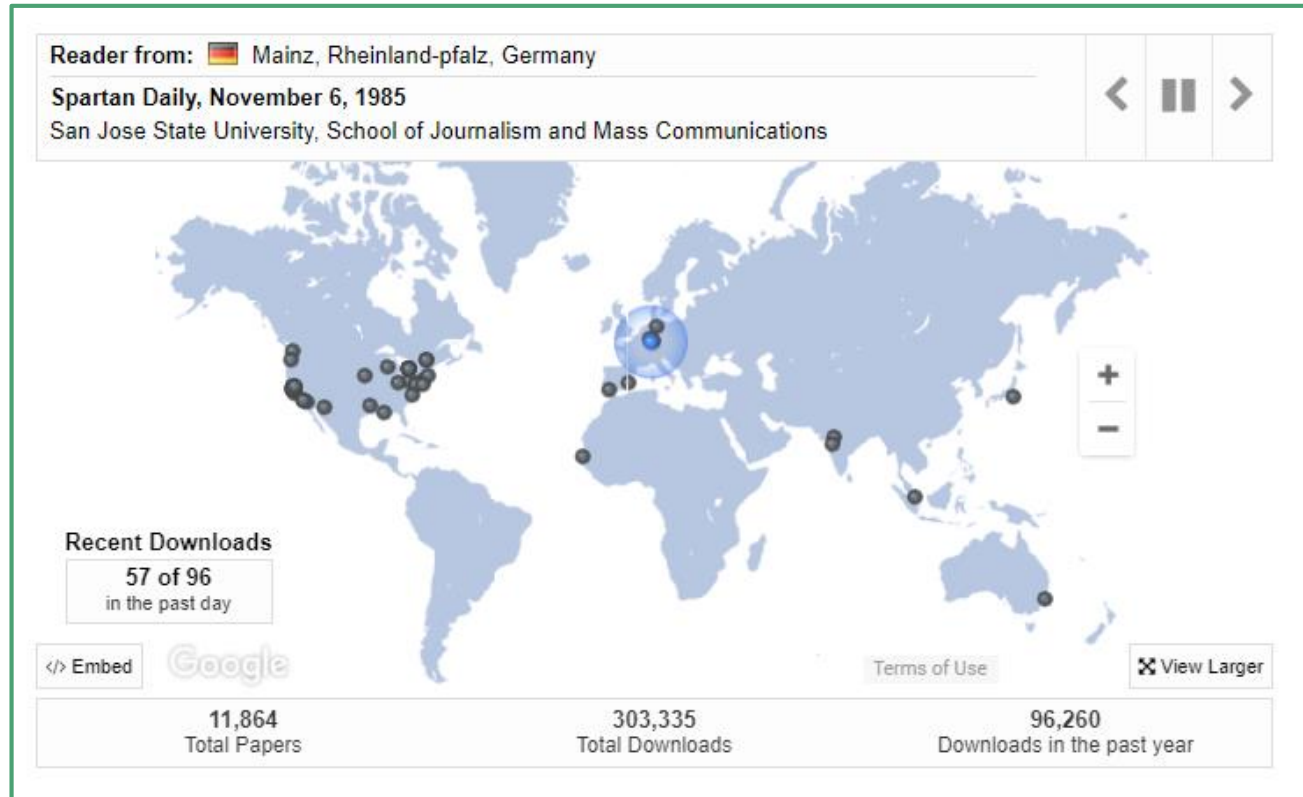 Reader from: Mainz, Rheinland-pfalz, Germany
Spartan Daily, November 6, 1985
San Jose State University, School of Journalism and Mass Communications
Recent Downloads
57 of 96
in the past day
</> Embed
Google
Terms of Use
View Larger
11,864
Total Papers
303,335
Total Downloads
96,260
Downloads in the past year